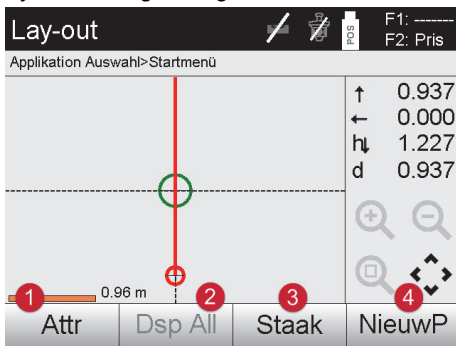 Lay-out
POS
F1: -------
F2: Pris
Applikation Auswahl>Startmenü
↑ 0.937
← 0.000
h↓ 1.227
d 0.937
0.96 m
1
2
3
4
Attr
Dsp All
Staak
NieuwP